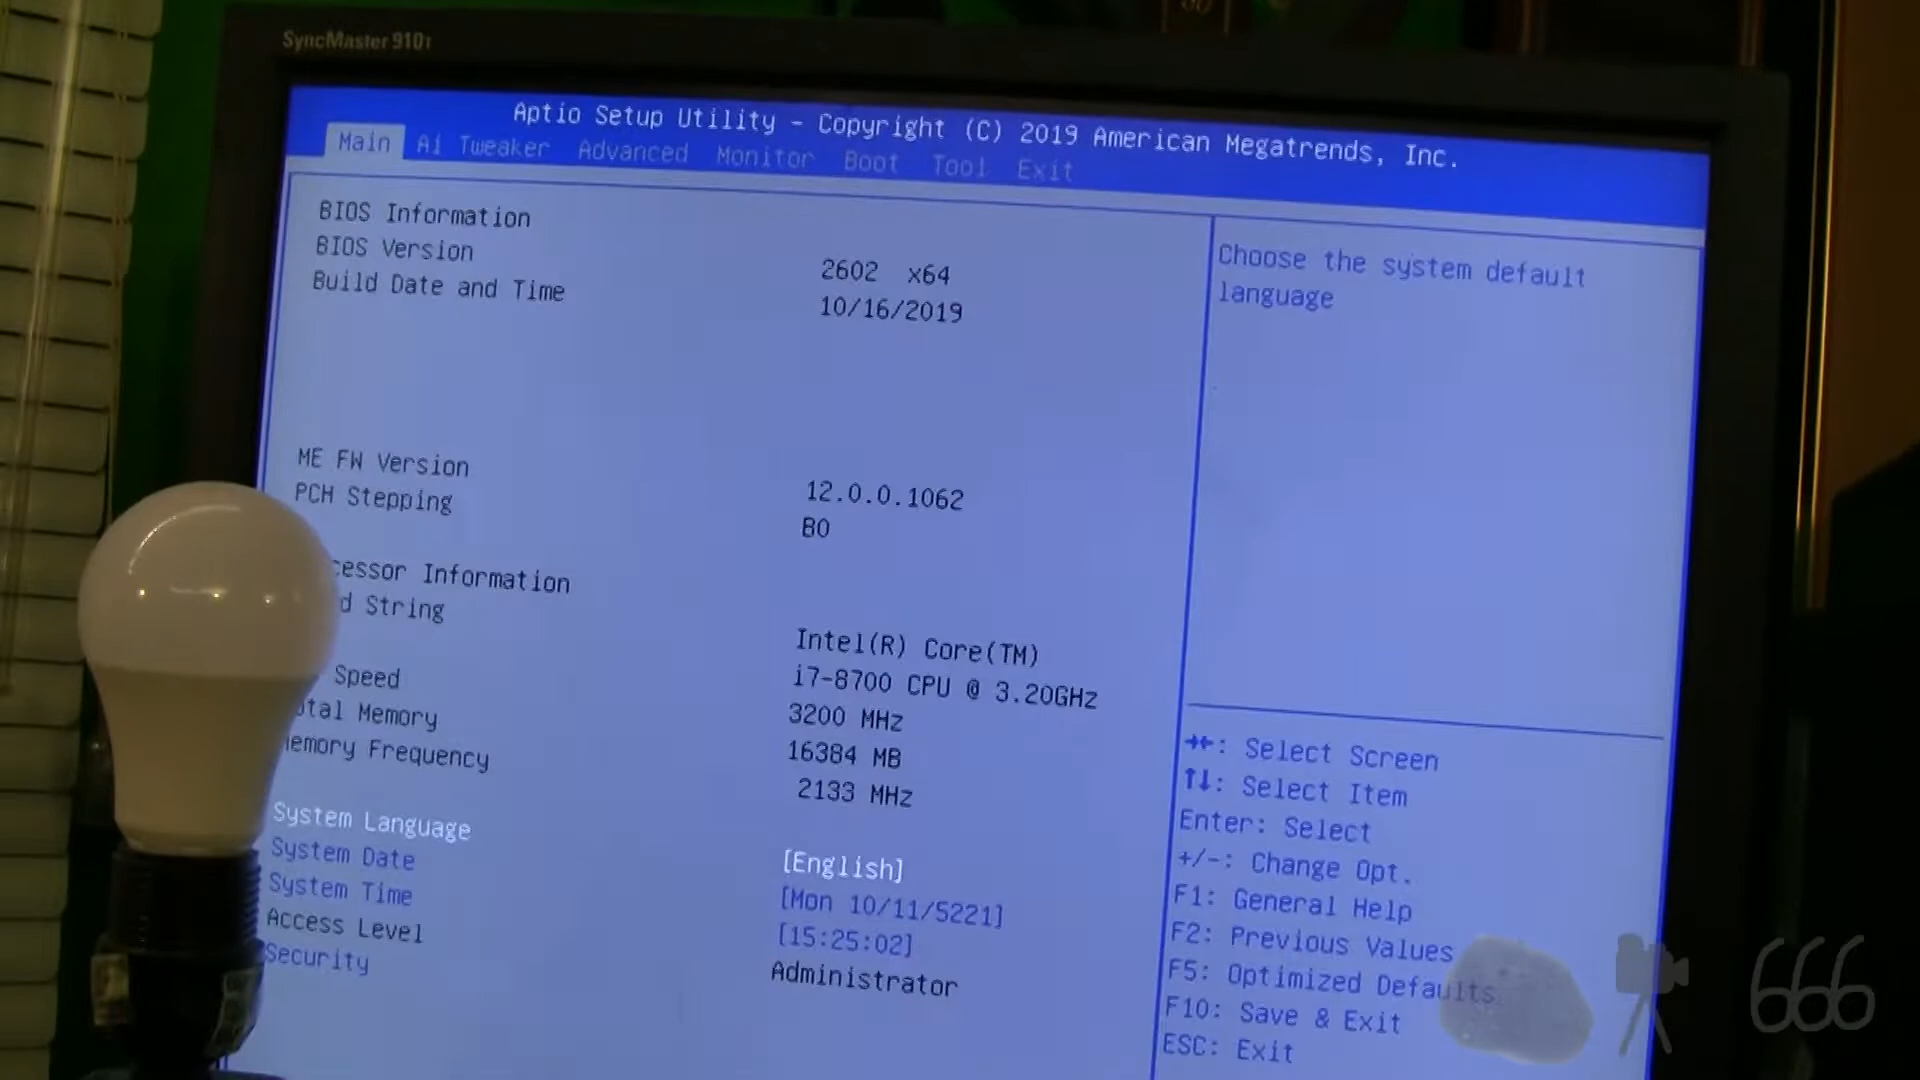 SyncMaster 910T
Aptio Setup Utility - Copyright (C) 2019 American Megatrends, Inc.
Main Ai Tweaker Advanced Monitor Boot Tool Exit
BIOS Information
BIOS Version 2602 x64
Build Date and Time 10/16/2019
ME FW Version 12.0.0.1062
PCH Stepping B0
cessor Information
d String Intel(R) Core(TM)
i7-8700 CPU @ 3.20GHz
Speed 3200 MHz
otal Memory 16384 MB
emory Frequency 2133 MHz
System Language [English]
System Date [Mon 10/11/5221]
System Time [15:25:02]
Access Level Administrator
Security
Choose the system default
language
→←: Select Screen
↑↓: Select Item
Enter: Select
+/-: Change Opt.
F1: General Help
F2: Previous Values
F5: Optimized Defaults
F10: Save & Exit
ESC: Exit
666